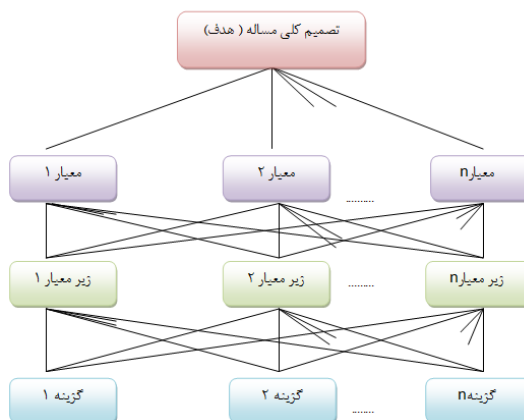 تصمیم کلی مساله ( هدف)
معیار ۱
معیار ۲
.........
معیارn
زیر معیار ۱
زیر معیار ۲
.........
زیر معیارn
گزینه ۱
گزینه ۲
.........
گزینهn